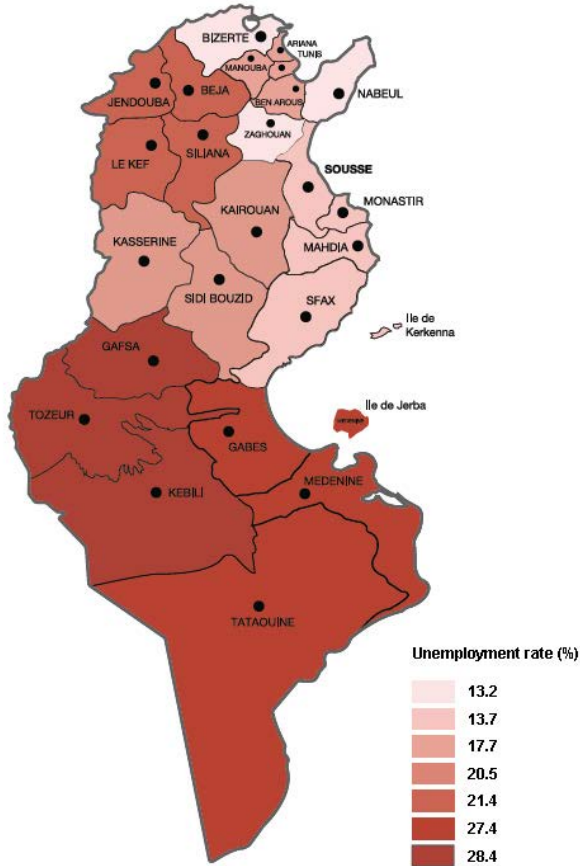 BIZERTE
ARIANA
TUNIS
MANOUBA
JENDOUBA
BEJA
BEN AROUS
NABEUL
ZAGHOUAN
LE KEF
SILIANA
SOUSSE
MONASTIR
KAIROUAN
KASSERINE
MAHDIA
SIDI BOUZID
SFAX
Ile de
Kerkenna
GAFSA
TOZEUR
Ile de Jerba
GABES
KEBILI
MEDENINE
TATAOUINE
Unemployment rate (%)
13.2
13.7
17.7
20.5
21.4
27.4
28.4